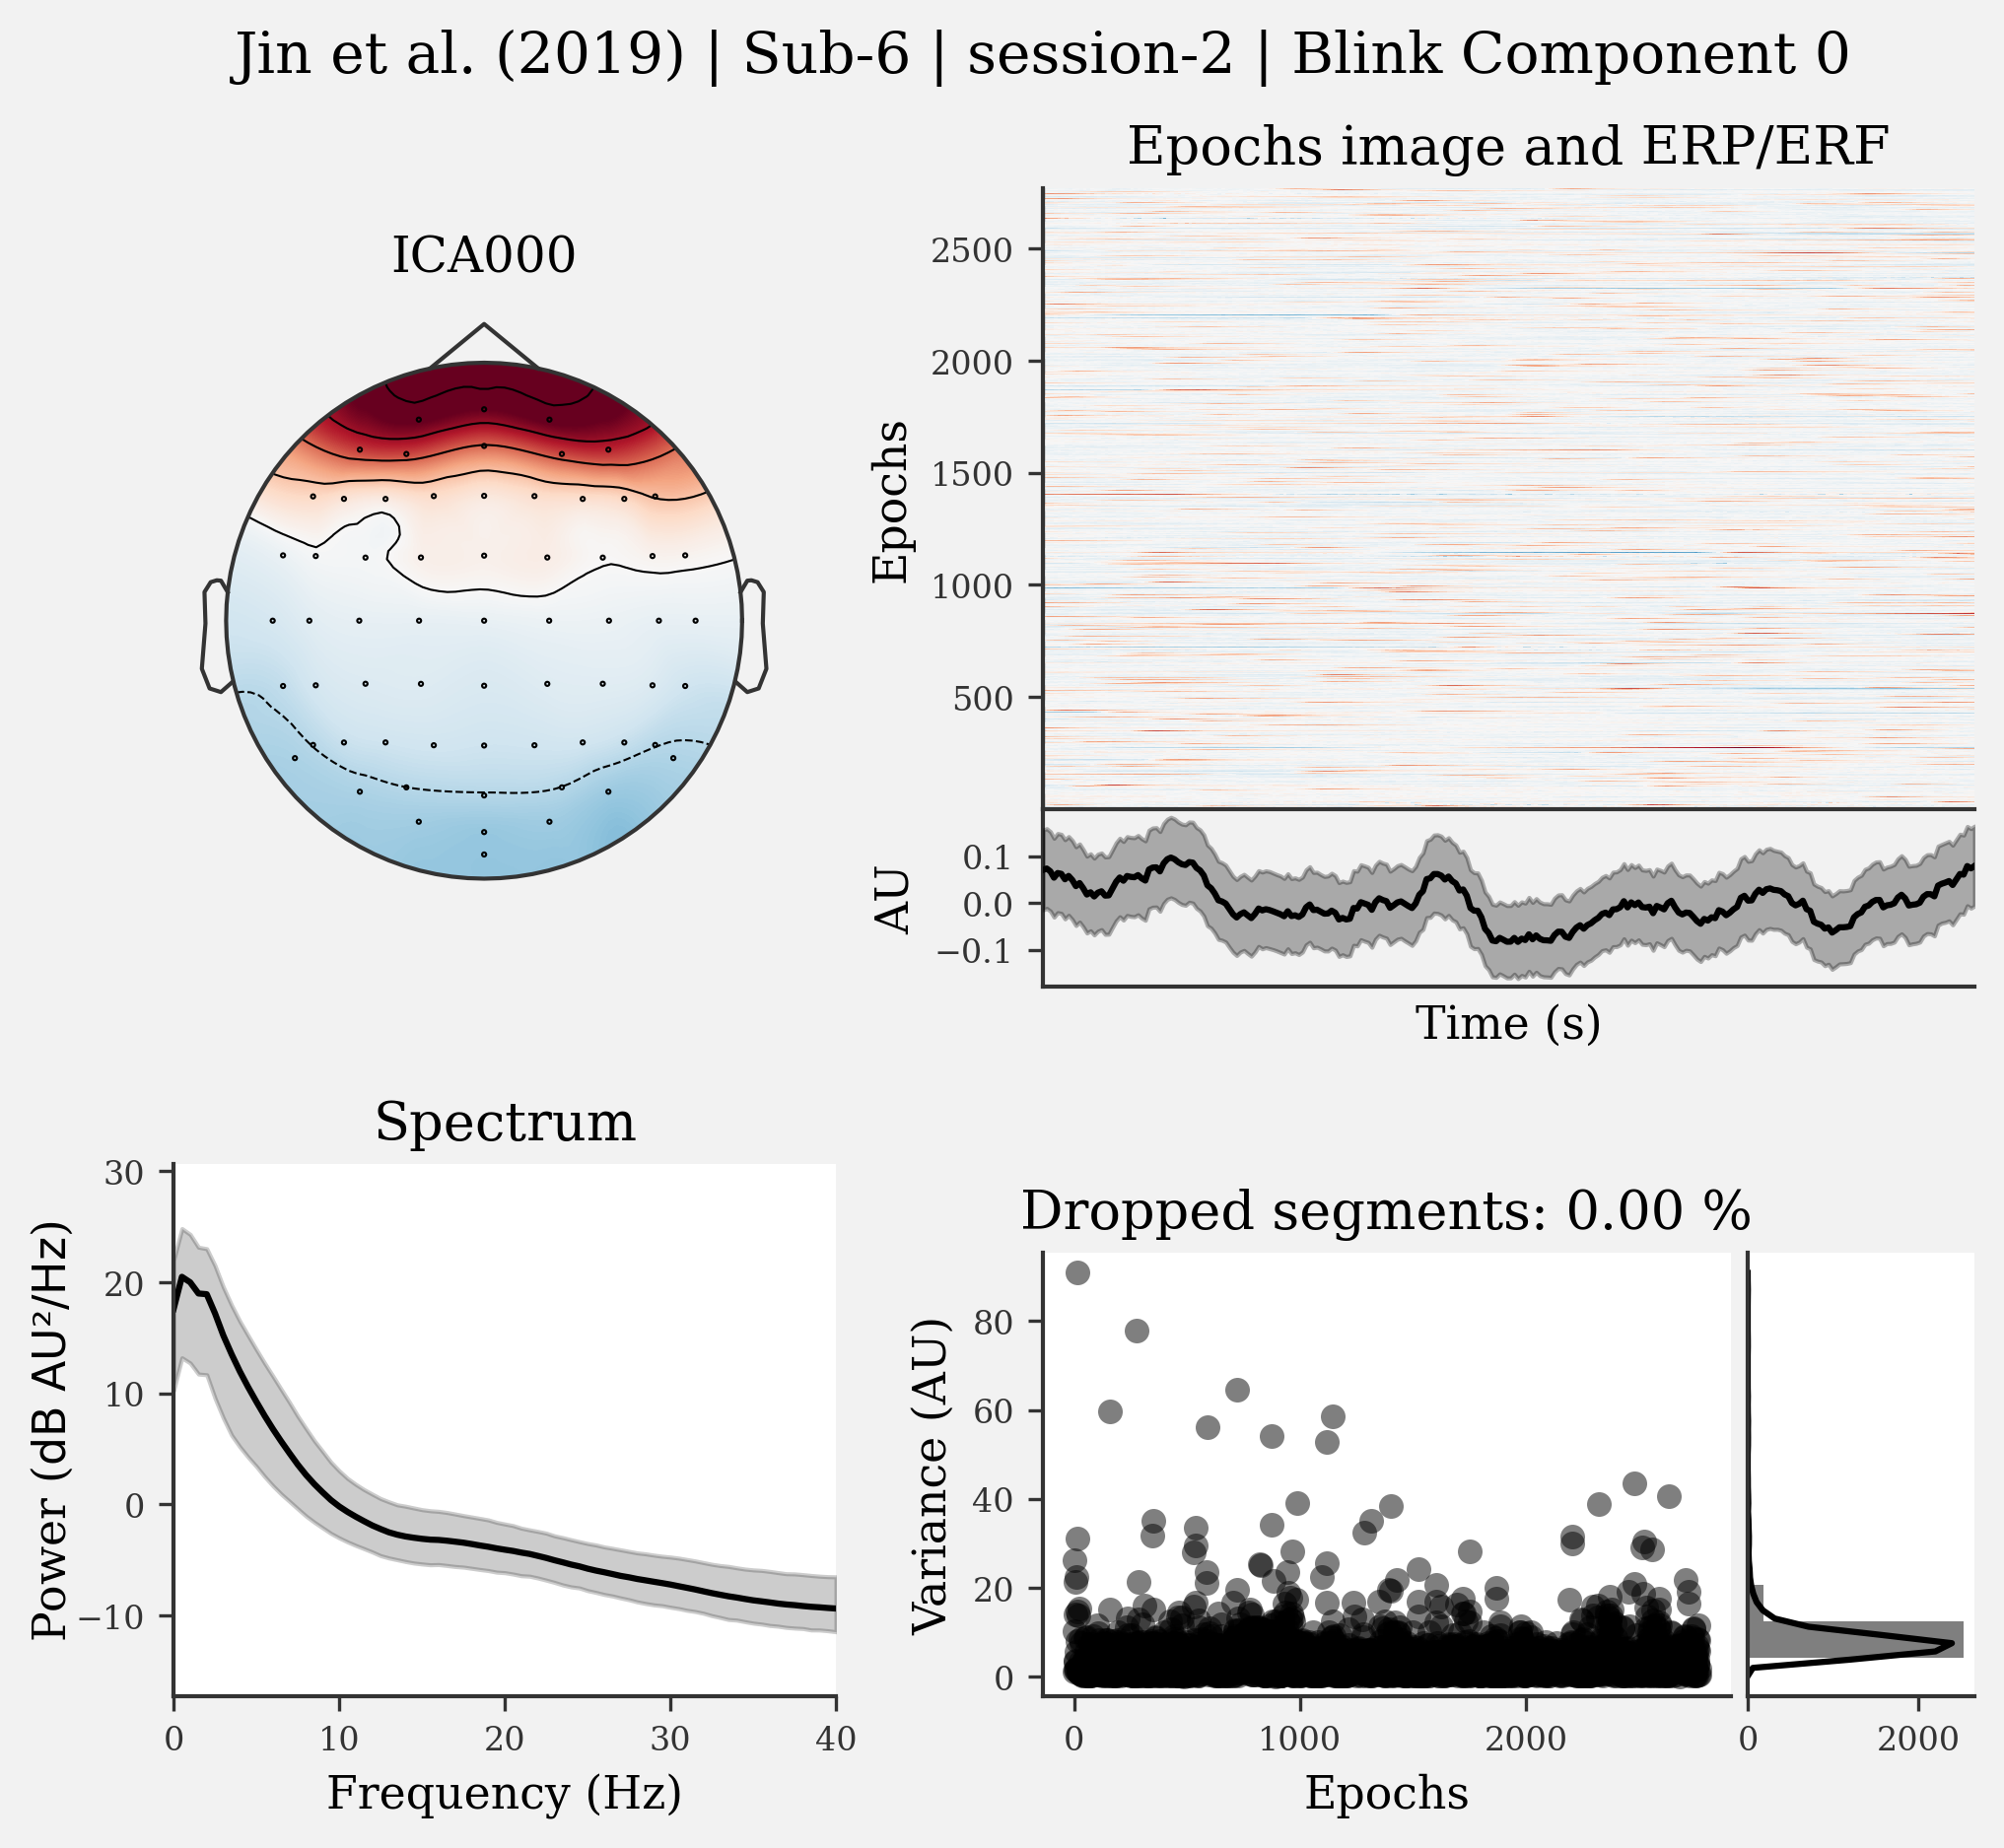 Jin et al. (2019) | Sub-6 | session-2 | Blink Component 0
ICA000
Epochs image and ERP/ERF
Epochs
2500
2000
1500
1000
500
AU
0.1
0.0
−0.1
Time (s)
Spectrum
Power (dB AU²/Hz)
30
20
10
0
−10
0 10 20 30 40
Frequency (Hz)
Dropped segments: 0.00 %
Variance (AU)
80
60
40
20
0
0 1000 2000
0 2000
Epochs